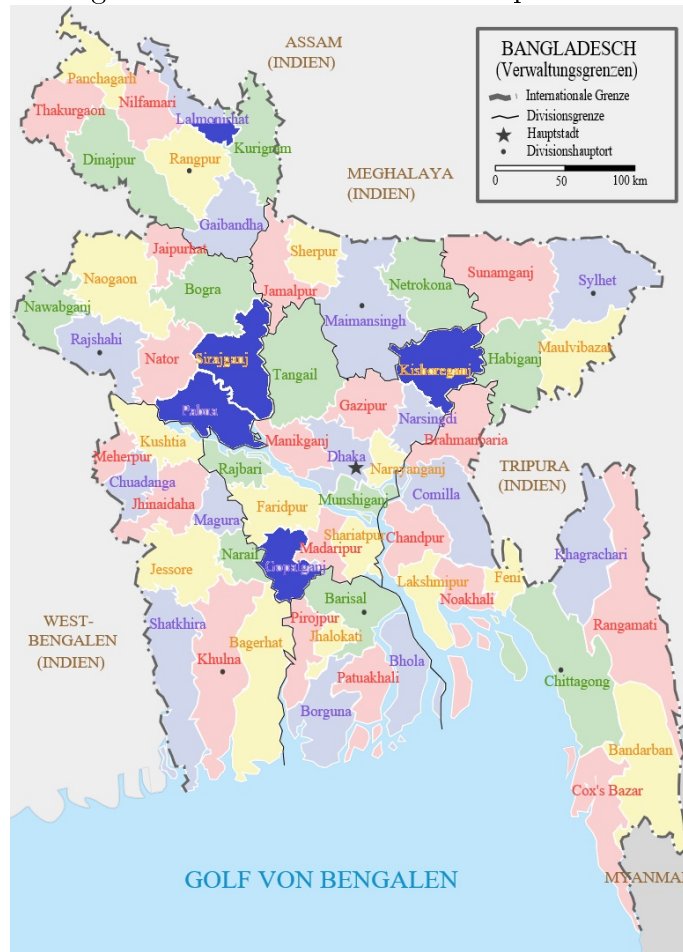 ASSAM
(INDIEN)
BANGLADESCH
(Verwaltungsgrenzen)
Internationale Grenze
Divisionsgrenze
Hauptstadt
Divisionshauptort
0 50 100 km
Panchagarh
Thakurgaon
Nilfamari
Lalmonirhat
Dinajpur
Rangpur
Kurigram
MEGHALAYA
(INDIEN)
Gaibandha
Jaipurhat
Sherpur
Sunamganj
Naogaon
Bogra
Jamalpur
Netrokona
Sylhet
Nawabganj
Maimansingh
Rajshahi
Nator
Sirajganj
Tangail
Kishoreganj
Habiganj
Maulvibazar
Pabna
Gazipur
Narsingdi
Kushtia
Manikganj
Dhaka
Brahmanbaria
Meherpur
Rajbari
Narayanganj
TRIPURA
(INDIEN)
Chuadanga
Jhinaidaha
Munshiganj
Comilla
Magura
Faridpur
Shariatpur
Chandpur
Khagrachari
Narail
Madaripur
Jessore
Gopalganj
Lakshmipur
Feni
Noakhali
WEST-
BENGALEN
(INDIEN)
Shatkhira
Barisal
Pirojpur
Rangamati
Bagerhat
Jhalokati
Khulna
Bhola
Patuakhali
Chittagong
Borguna
Bandarban
Cox's Bazar
GOLF VON BENGALEN
MYANMAR